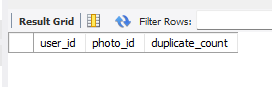 Result Grid Filter Rows:
user_id photo_id duplicate_count